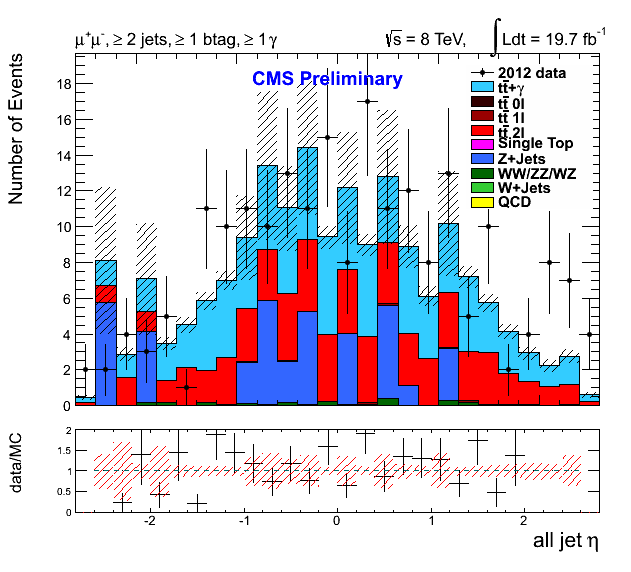 μ⁺μ⁻, ≥ 2 jets, ≥ 1 btag, ≥ 1 γ √s = 8 TeV, ∫ Ldt = 19.7 fb⁻¹
CMS Preliminary
2012 data
tt̄+γ
tt̄ 0l
tt̄ 1l
tt̄ 2l
Single Top
Z+Jets
WW/ZZ/WZ
W+Jets
QCD
Number of Events
18
16
14
12
10
8
6
4
2
0
data/MC
2
1.5
1
0.5
0
-2 -1 0 1 2
all jet η